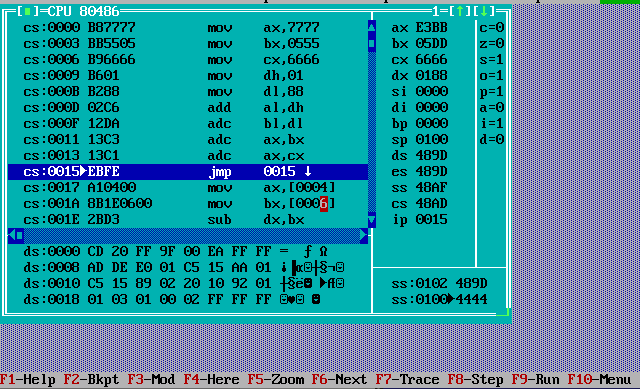 [■]=CPU 80486 1=[↑][↓]
cs:0000 B87777 mov ax,7777 ax E3BB c=0
cs:0003 BB5505 mov bx,0555 bx 05DD z=0
cs:0006 B96666 mov cx,6666 cx 6666 s=1
cs:0009 B601 mov dh,01 dx 0188 o=1
cs:000B B288 mov dl,88 si 0000 p=1
cs:000D 02C6 add al,dh di 0000 a=0
cs:000F 12DA adc bl,dl bp 0000 i=1
cs:0011 13C3 adc ax,bx sp 0100 d=0
cs:0013 13C1 adc ax,cx ds 489D
cs:0015►EBFE jmp 0015 ↓ es 489D
cs:0017 A10400 mov ax,[0004] ss 48AF
cs:001A 8B1E0600 mov bx,[0006] cs 48AD
cs:001E 2BD3 sub dx,bx ip 0015
ds:0000 CD 20 FF 9F 00 EA FF FF = ƒ Ω
ds:0008 AD DE E0 01 C5 15 AA 01
ds:0010 C5 15 89 02 20 10 92 01 ss:0102 489D
ds:0018 01 03 01 00 02 FF FF FF ss:0100►4444
F1-Help F2-Bkpt F3-Mod F4-Here F5-Zoom F6-Next F7-Trace F8-Step F9-Run F10-Menu